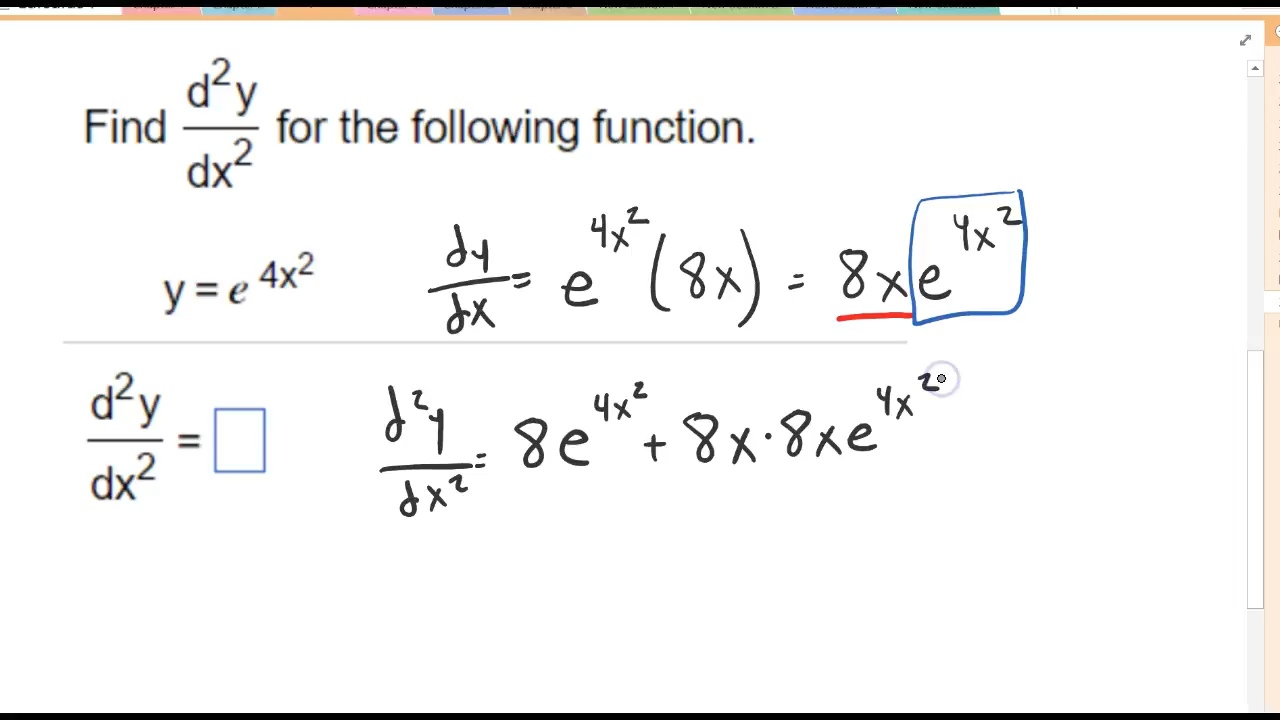 Find d²y/dx² for the following function.
y = e^{4x²}
dy/dx = e^{4x²} (8x) = 8x e^{4x²}
d²y/dx² =
d²y/dx² = 8e^{4x²} + 8x · 8xe^{4x²}